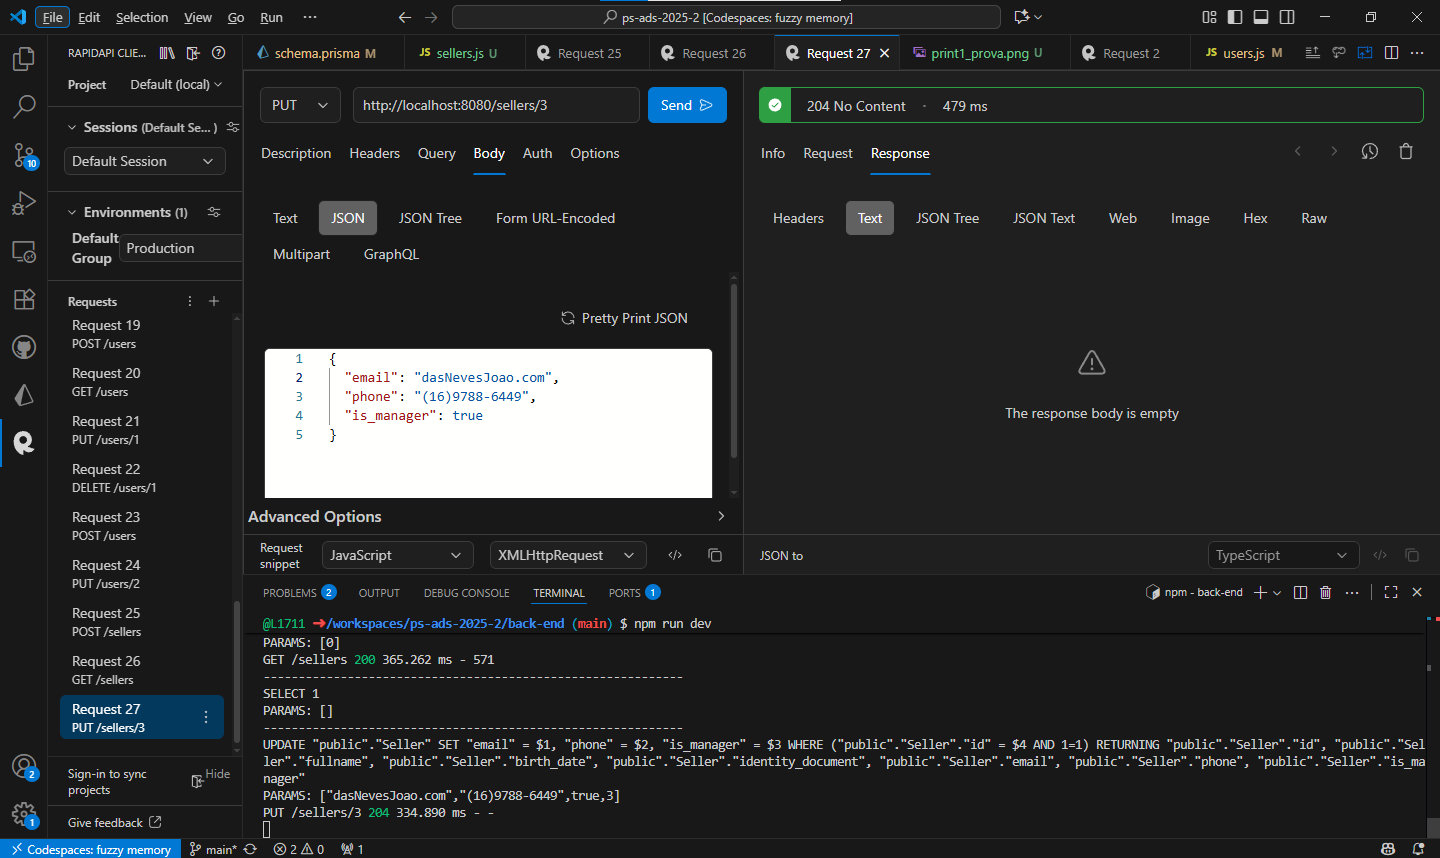 File Edit Selection View Go Run ···
ps-ads-2025-2 [Codespaces: fuzzy memory]
RAPIDAPI CLIE...
schema.prisma M
JS sellers.js U
Request 25
Request 26
Request 27
print1_prova.png U
Request 2
JS users.js M
Project
Default (local)
Sessions (Default Se... )
Default Session
Environments (1)
Default Group
Production
Requests
Request 19
POST /users
Request 20
GET /users
Request 21
PUT /users/1
Request 22
DELETE /users/1
Request 23
POST /users
Request 24
PUT /users/2
Request 25
POST /sellers
Request 26
GET /sellers
Request 27
PUT /sellers/3
Sign-in to sync projects
Hide
Give feedback
10
2
1
PUT
http://localhost:8080/sellers/3
Send
Description Headers Query Body Auth Options
Text JSON JSON Tree Form URL-Encoded
Multipart GraphQL
Pretty Print JSON
1 {
2 "email": "dasNevesJoao.com",
3 "phone": "(16)9788-6449",
4 "is_manager": true
5 }
Advanced Options
Request snippet
JavaScript
XMLHttpRequest
204 No Content · 479 ms
Info Request Response
Headers Text JSON Tree JSON Text Web Image Hex Raw
The response body is empty
JSON to
TypeScript
PROBLEMS 2 OUTPUT DEBUG CONSOLE TERMINAL PORTS 1
npm - back-end
@L1711 ➜/workspaces/ps-ads-2025-2/back-end (main) $ npm run dev
PARAMS: [0]
GET /sellers 200 365.262 ms - 571
------------------------------------------------------------
SELECT 1
PARAMS: []
------------------------------------------------------------
UPDATE "public"."Seller" SET "email" = $1, "phone" = $2, "is_manager" = $3 WHERE ("public"."Seller"."id" = $4 AND 1=1) RETURNING "public"."Seller"."id", "public"."Sel
ler"."fullname", "public"."Seller"."birth_date", "public"."Seller"."identity_document", "public"."Seller"."email", "public"."Seller"."phone", "public"."Seller"."is_ma
nager"
PARAMS: ["dasNevesJoao.com","(16)9788-6449",true,3]
PUT /sellers/3 204 334.890 ms - -
Codespaces: fuzzy memory
main*
2 0
1